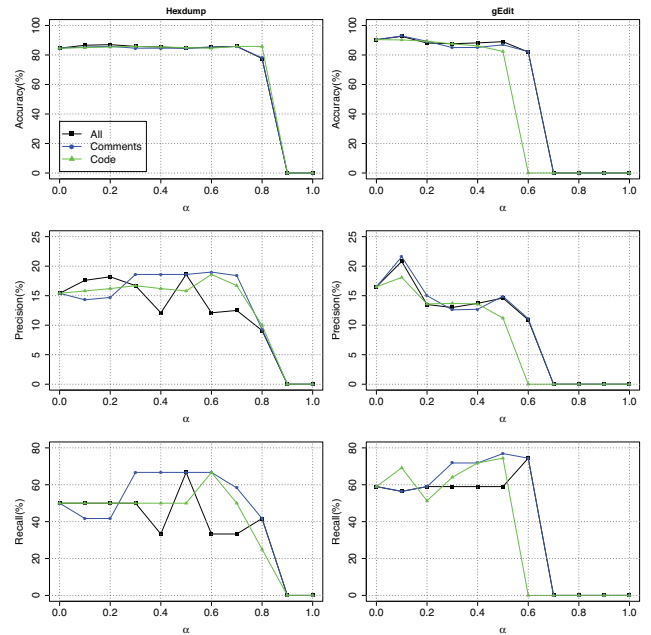 Hexdump
gEdit
Accuracy(%)
0 20 40 60 80 100
All
Comments
Code
0.0 0.2 0.4 0.6 0.8 1.0
α
Accuracy(%)
0 20 40 60 80 100
0.0 0.2 0.4 0.6 0.8 1.0
α
Precision(%)
0 5 10 15 20 25
0.0 0.2 0.4 0.6 0.8 1.0
α
Precision(%)
0 5 10 15 20 25
0.0 0.2 0.4 0.6 0.8 1.0
α
Recall(%)
0 20 40 60 80
0.0 0.2 0.4 0.6 0.8 1.0
α
Recall(%)
0 20 40 60 80
0.0 0.2 0.4 0.6 0.8 1.0
α